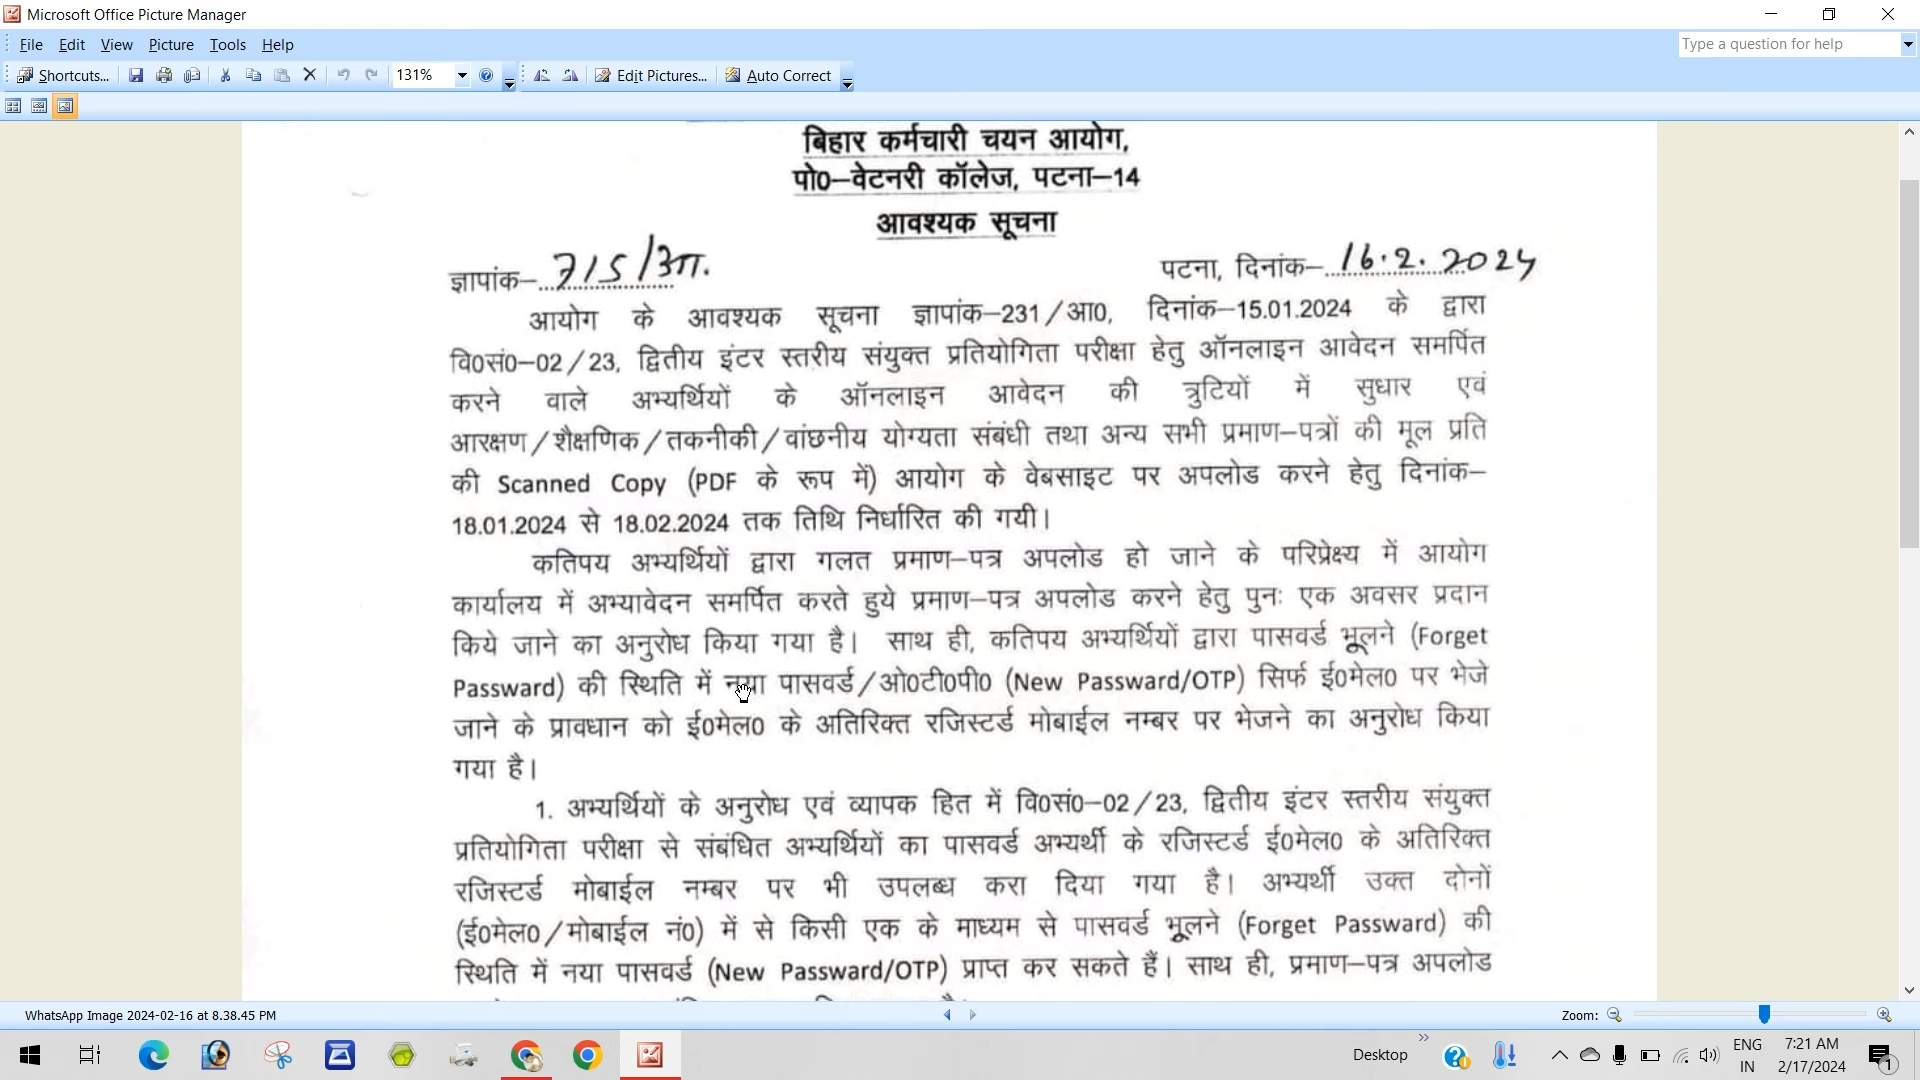 Microsoft Office Picture Manager
File Edit View Picture Tools Help
Type a question for help
Shortcuts...
131%
Edit Pictures...
Auto Correct
बिहार कर्मचारी चयन आयोग,
पो0–वेटनरी कॉलेज, पटना–14
आवश्यक सूचना
ज्ञापांक–715/आ. पटना, दिनांक–16.2.2024
आयोग के आवश्यक सूचना ज्ञापांक–231/आ0, दिनांक–15.01.2024 के द्वारा
वि0सं0–02/23, द्वितीय इंटर स्तरीय संयुक्त प्रतियोगिता परीक्षा हेतु ऑनलाइन आवेदन समर्पित
करने वाले अभ्यर्थियों के ऑनलाइन आवेदन की त्रुटियों में सुधार एवं
आरक्षण/शैक्षणिक/तकनीकी/वांछनीय योग्यता संबंधी तथा अन्य सभी प्रमाण–पत्रों की मूल प्रति
की Scanned Copy (PDF के रूप में) आयोग के वेबसाइट पर अपलोड करने हेतु दिनांक–
18.01.2024 से 18.02.2024 तक तिथि निर्धारित की गयी।
कतिपय अभ्यर्थियों द्वारा गलत प्रमाण–पत्र अपलोड हो जाने के परिप्रेक्ष्य में आयोग
कार्यालय में अभ्यावेदन समर्पित करते हुये प्रमाण–पत्र अपलोड करने हेतु पुनः एक अवसर प्रदान
किये जाने का अनुरोध किया गया है। साथ ही, कतिपय अभ्यर्थियों द्वारा पासवर्ड भूलने (Forget
Passward) की स्थिति में नया पासवर्ड/ओ0टी0पी0 (New Passward/OTP) सिर्फ ई0मेल0 पर भेजे
जाने के प्रावधान को ई0मेल0 के अतिरिक्त रजिस्टर्ड मोबाईल नम्बर पर भेजने का अनुरोध किया
गया है।
1. अभ्यर्थियों के अनुरोध एवं व्यापक हित में वि0सं0–02/23, द्वितीय इंटर स्तरीय संयुक्त
प्रतियोगिता परीक्षा से संबंधित अभ्यर्थियों का पासवर्ड अभ्यर्थी के रजिस्टर्ड ई0मेल0 के अतिरिक्त
रजिस्टर्ड मोबाईल नम्बर पर भी उपलब्ध करा दिया गया है। अभ्यर्थी उक्त दोनों
(ई0मेल0/मोबाईल नं0) में से किसी एक के माध्यम से पासवर्ड भूलने (Forget Passward) की
स्थिति में नया पासवर्ड (New Passward/OTP) प्राप्त कर सकते हैं। साथ ही, प्रमाण–पत्र अपलोड
WhatsApp Image 2024-02-16 at 8.38.45 PM
Zoom:
Desktop
ENG
IN
7:21 AM
2/17/2024
1